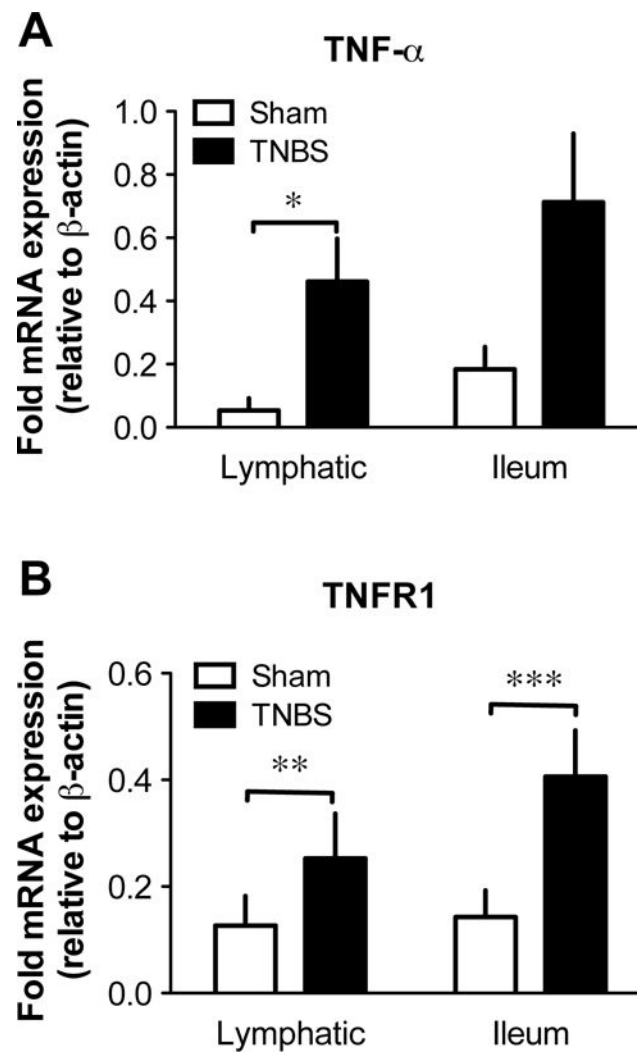 A
TNF-α
Fold mRNA expression
(relative to β-actin)
1.0
0.8
0.6
0.4
0.2
0.0
Sham
TNBS
*
Lymphatic
Ileum
B
TNFR1
Fold mRNA expression
(relative to β-actin)
0.6
0.4
0.2
0.0
Sham
TNBS
**
***
Lymphatic
Ileum